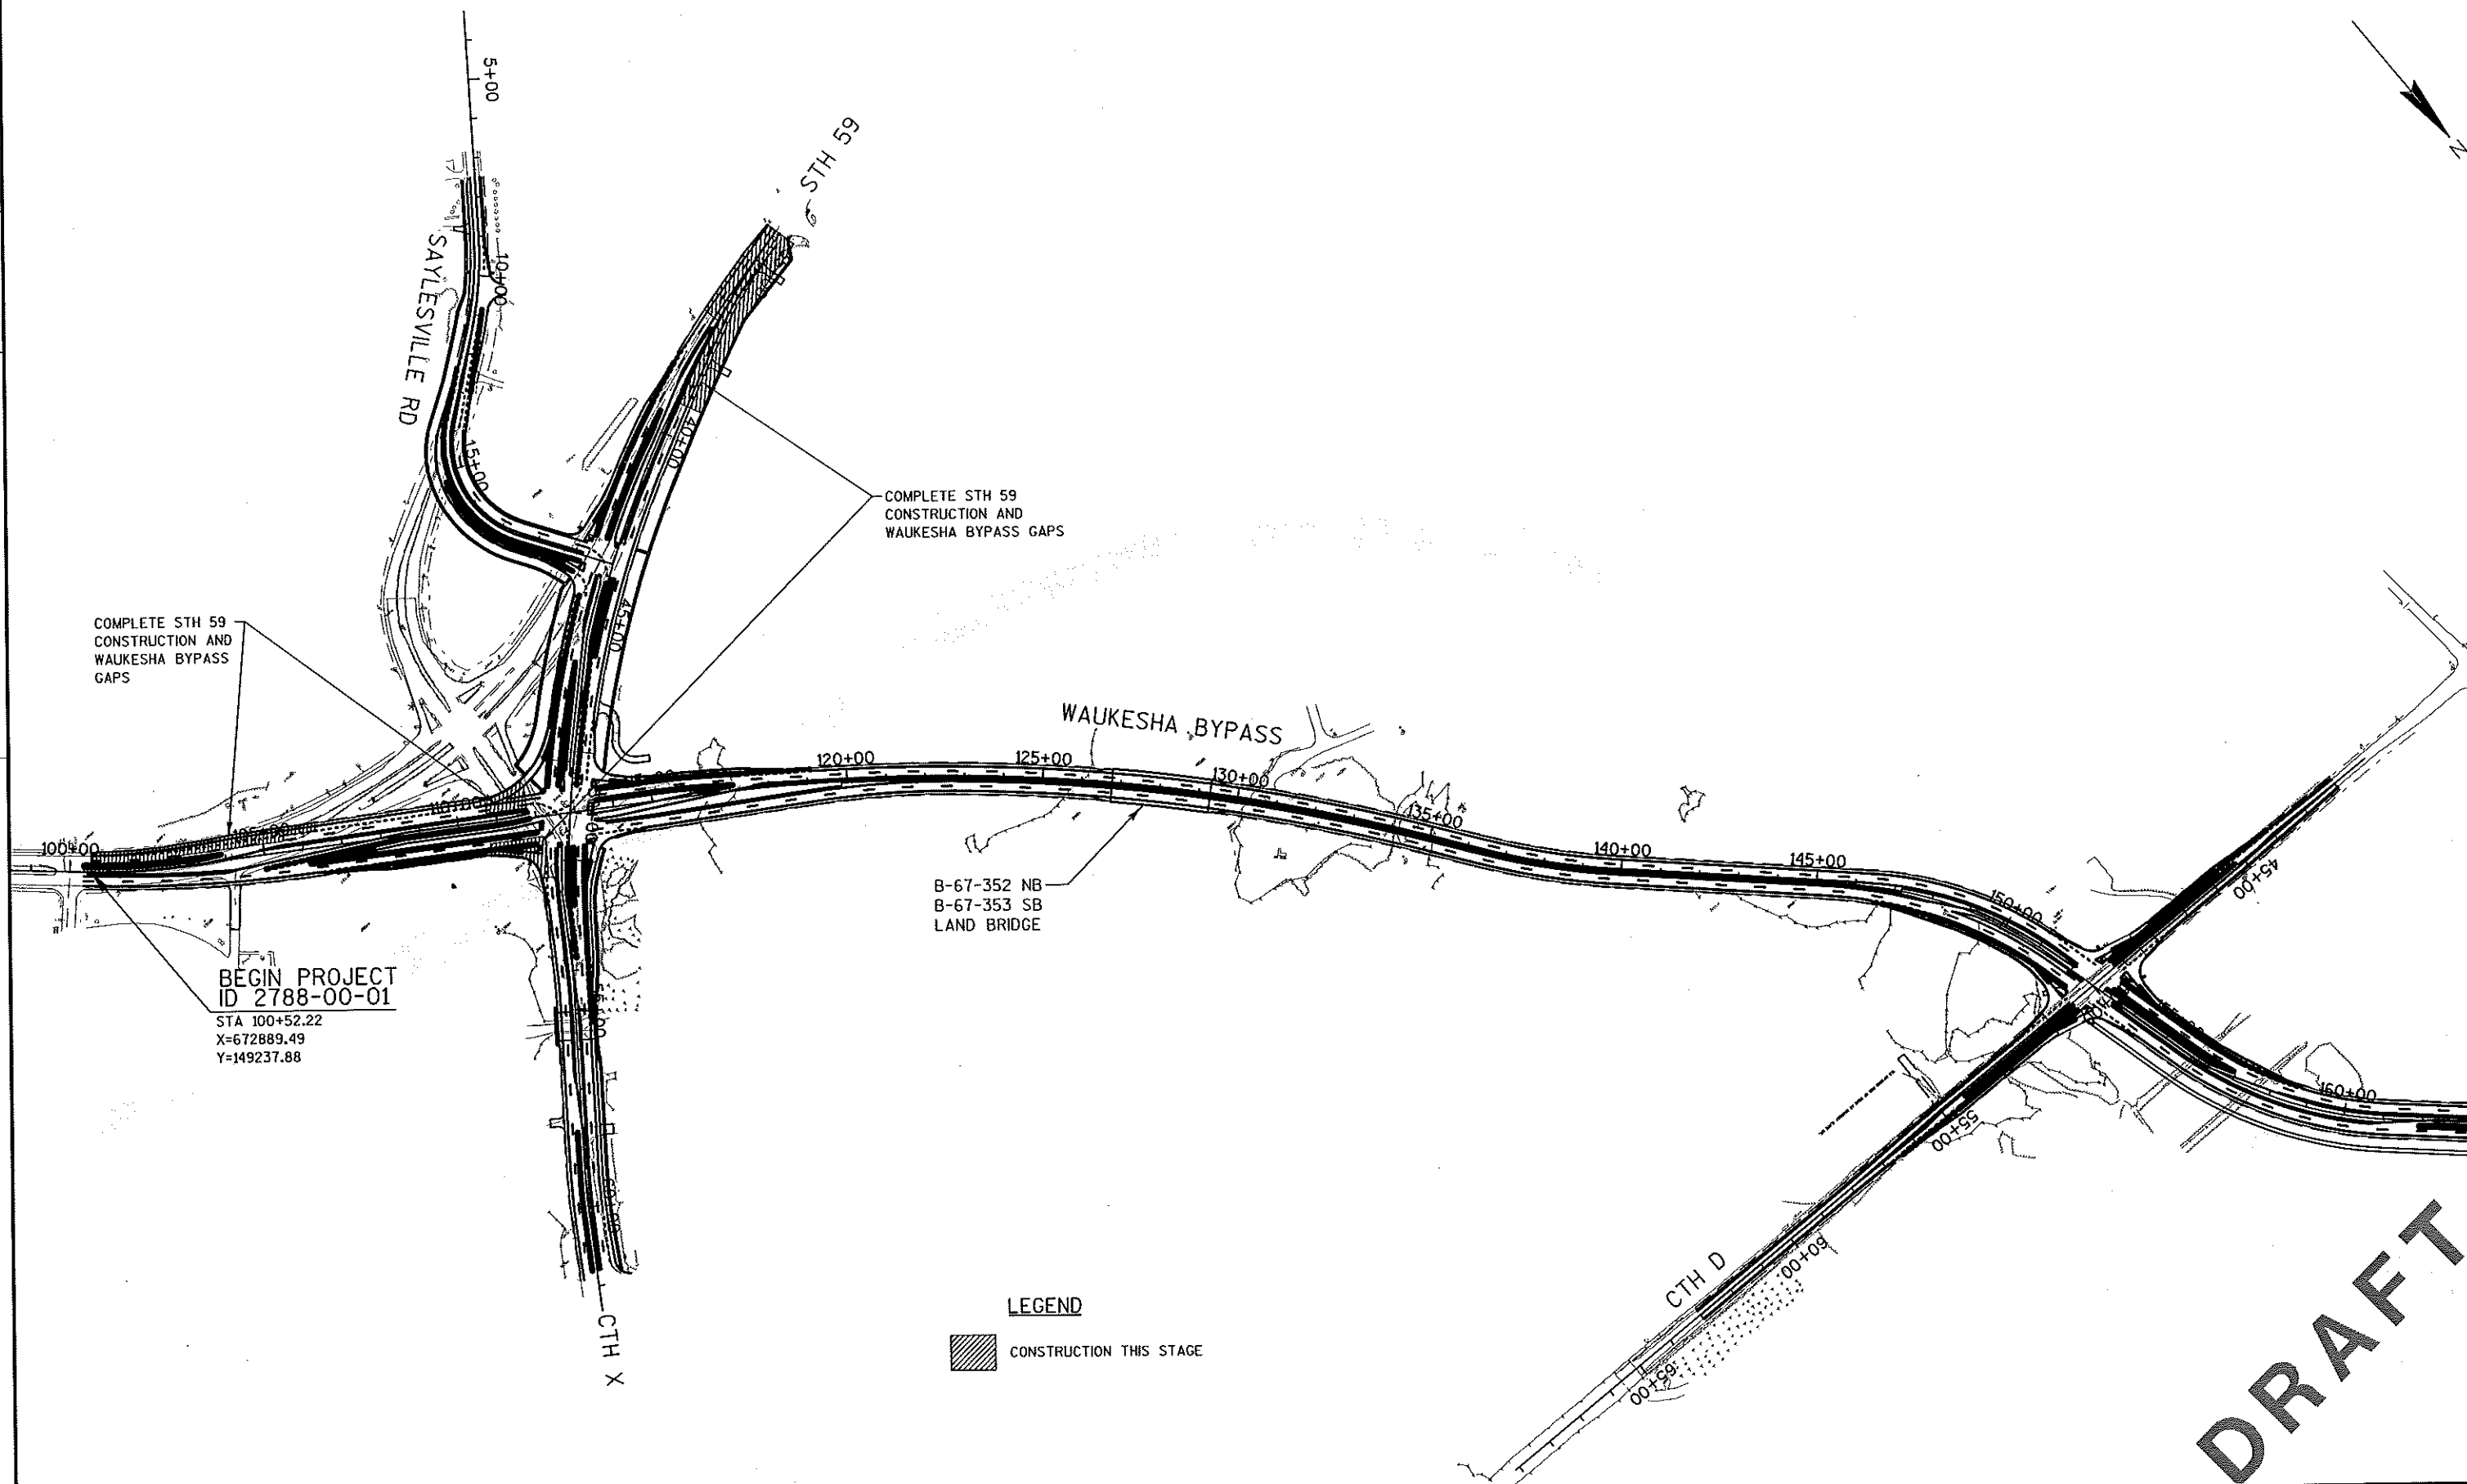 5+00
N
STH 59
SAYLESVILLE RD
10+00
15+00
40+00
COMPLETE STH 59
CONSTRUCTION AND
WAUKESHA BYPASS GAPS
45+00
COMPLETE STH 59
CONSTRUCTION AND
WAUKESHA BYPASS
GAPS
WAUKESHA BYPASS
100+00
105+00
110+00
120+00
125+00
130+00
135+00
140+00
145+00
150+00
160+00
45+00
B-67-352 NB
B-67-353 SB
LAND BRIDGE
BEGIN PROJECT
ID 2788-00-01
STA 100+52.22
X=672889.49
Y=149237.88
55+00
60+00
65+00
CTH D
CTH X
LEGEND
CONSTRUCTION THIS STAGE
DRAFT